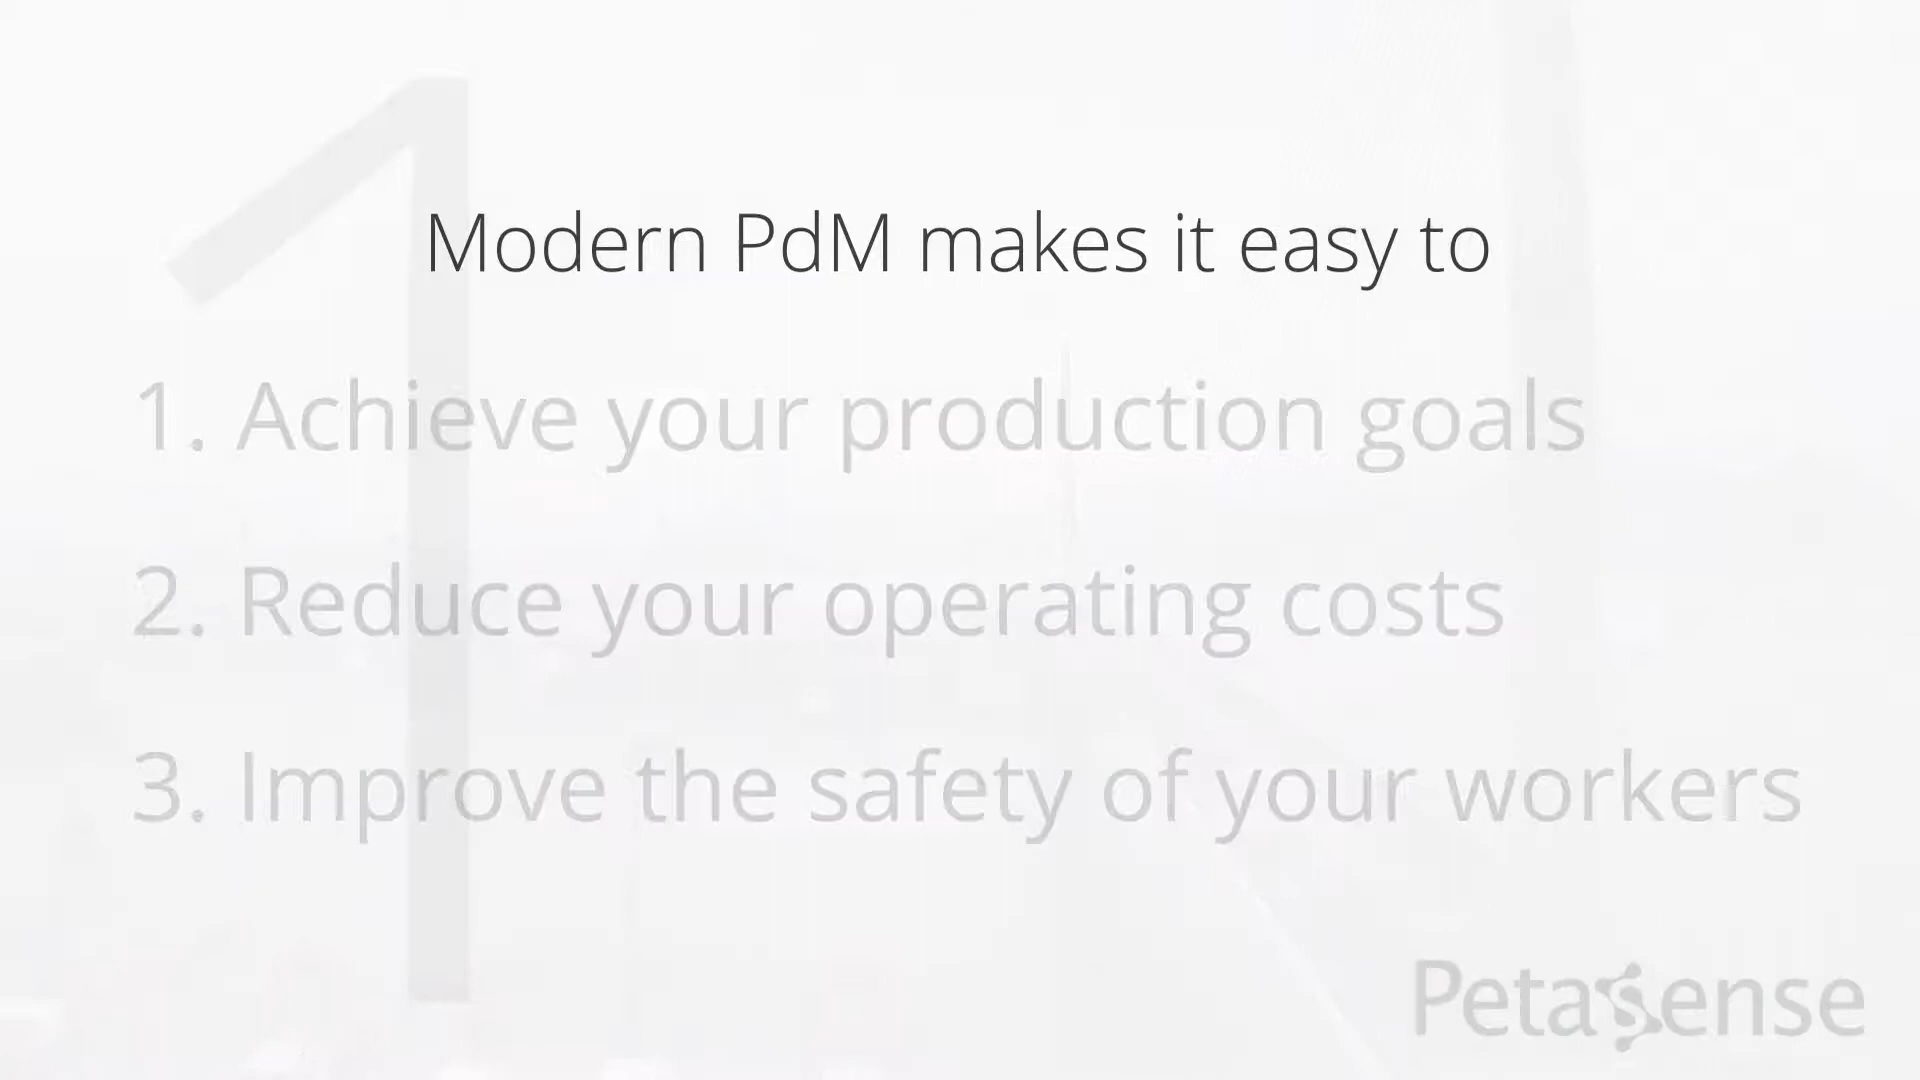 1
Modern PdM makes it easy to
1. Achieve your production goals
2. Reduce your operating costs
3. Improve the safety of your workers
Petasense